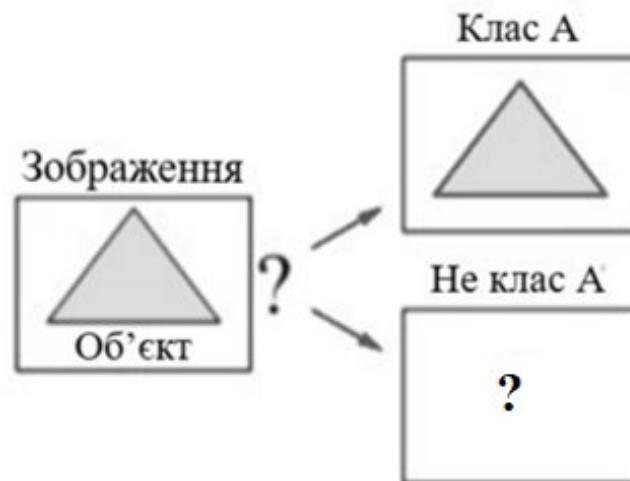 Клас А
Зображення
Об’єкт
?
Не клас А
?